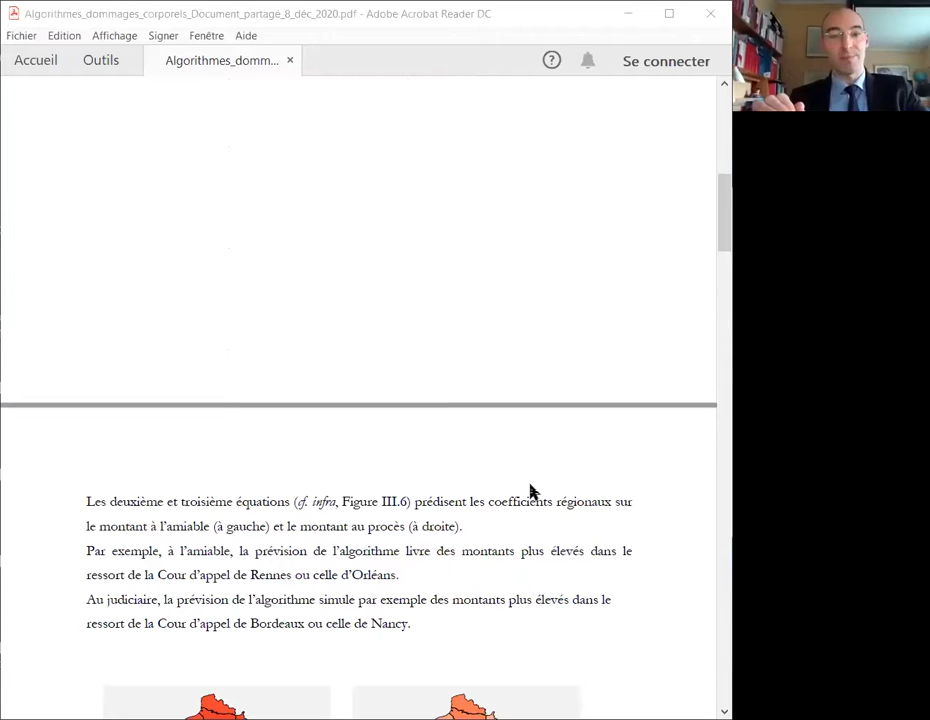 Algorithmes_dommages_corporels_Document_partagé_8_déc_2020.pdf - Adobe Acrobat Reader DC
Fichier Edition Affichage Signer Fenêtre Aide
Accueil Outils Algorithmes_domm... × Se connecter
Les deuxième et troisième équations (cf. infra, Figure III.6) prédisent les coefficients régionaux sur
le montant à l'amiable (à gauche) et le montant au procès (à droite).
Par exemple, à l'amiable, la prévision de l'algorithme livre des montants plus élevés dans le
ressort de la Cour d'appel de Rennes ou celle d'Orléans.
Au judiciaire, la prévision de l'algorithme simule par exemple des montants plus élevés dans le
ressort de la Cour d'appel de Bordeaux ou celle de Nancy.